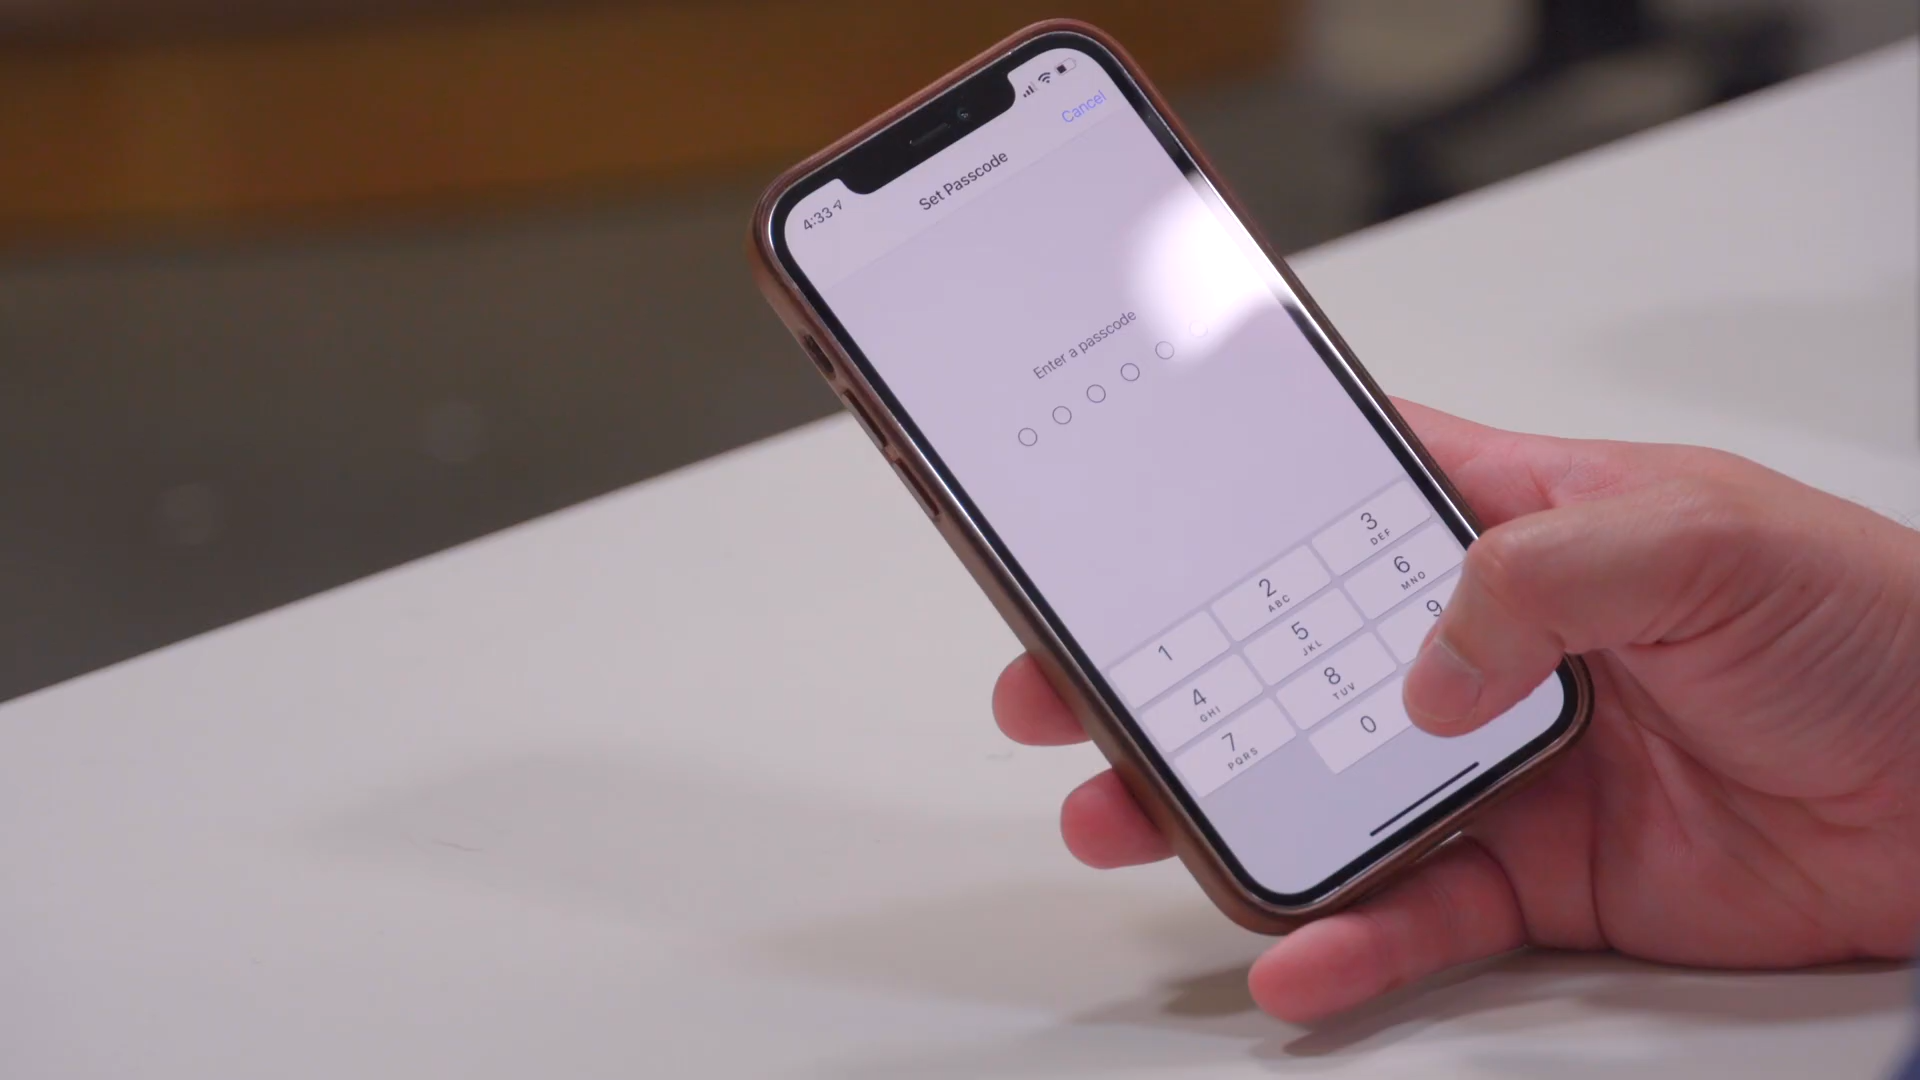 4:33
Cancel
Set Passcode
Enter a passcode
1
2
ABC
3
DEF
4
GHI
5
JKL
6
MNO
7
PQRS
8
TUV
9
0